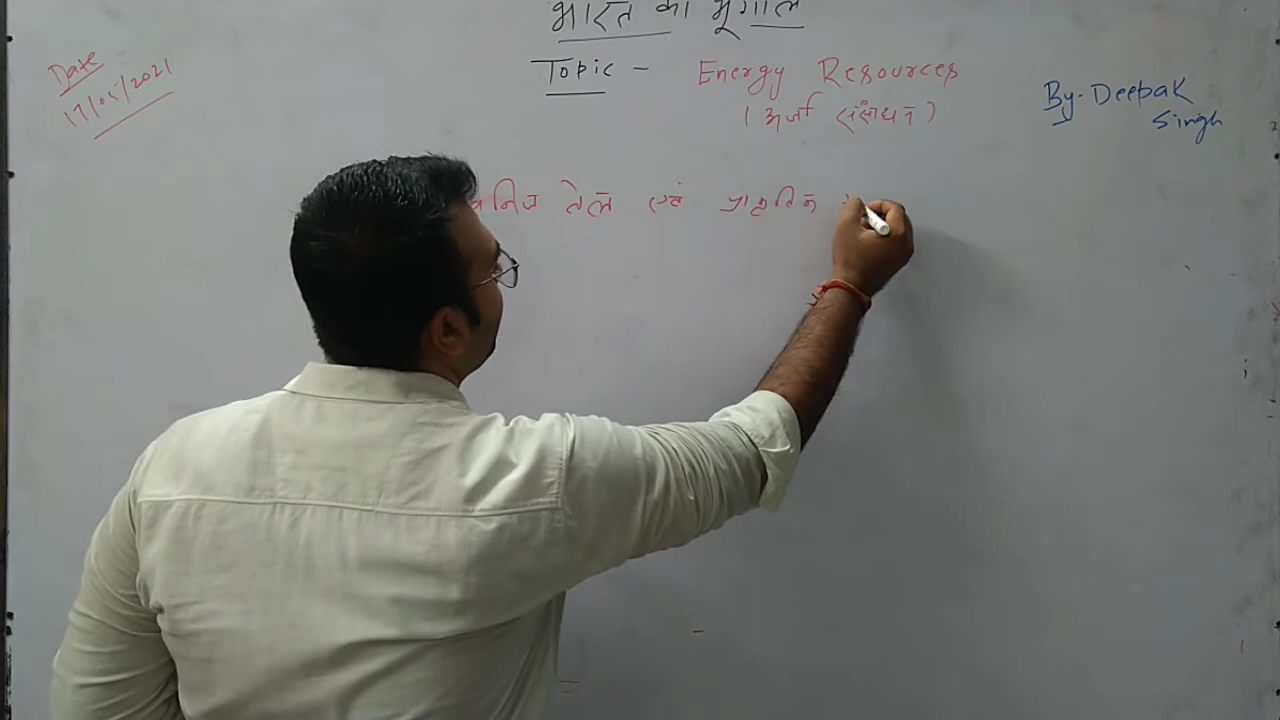 भारत का भूगोल
Date
17/05/2021
Topic - Energy Resources
(ऊर्जा संसाधन)
By- Deepak
Singh
खनिज तेल एवं प्राकृतिक